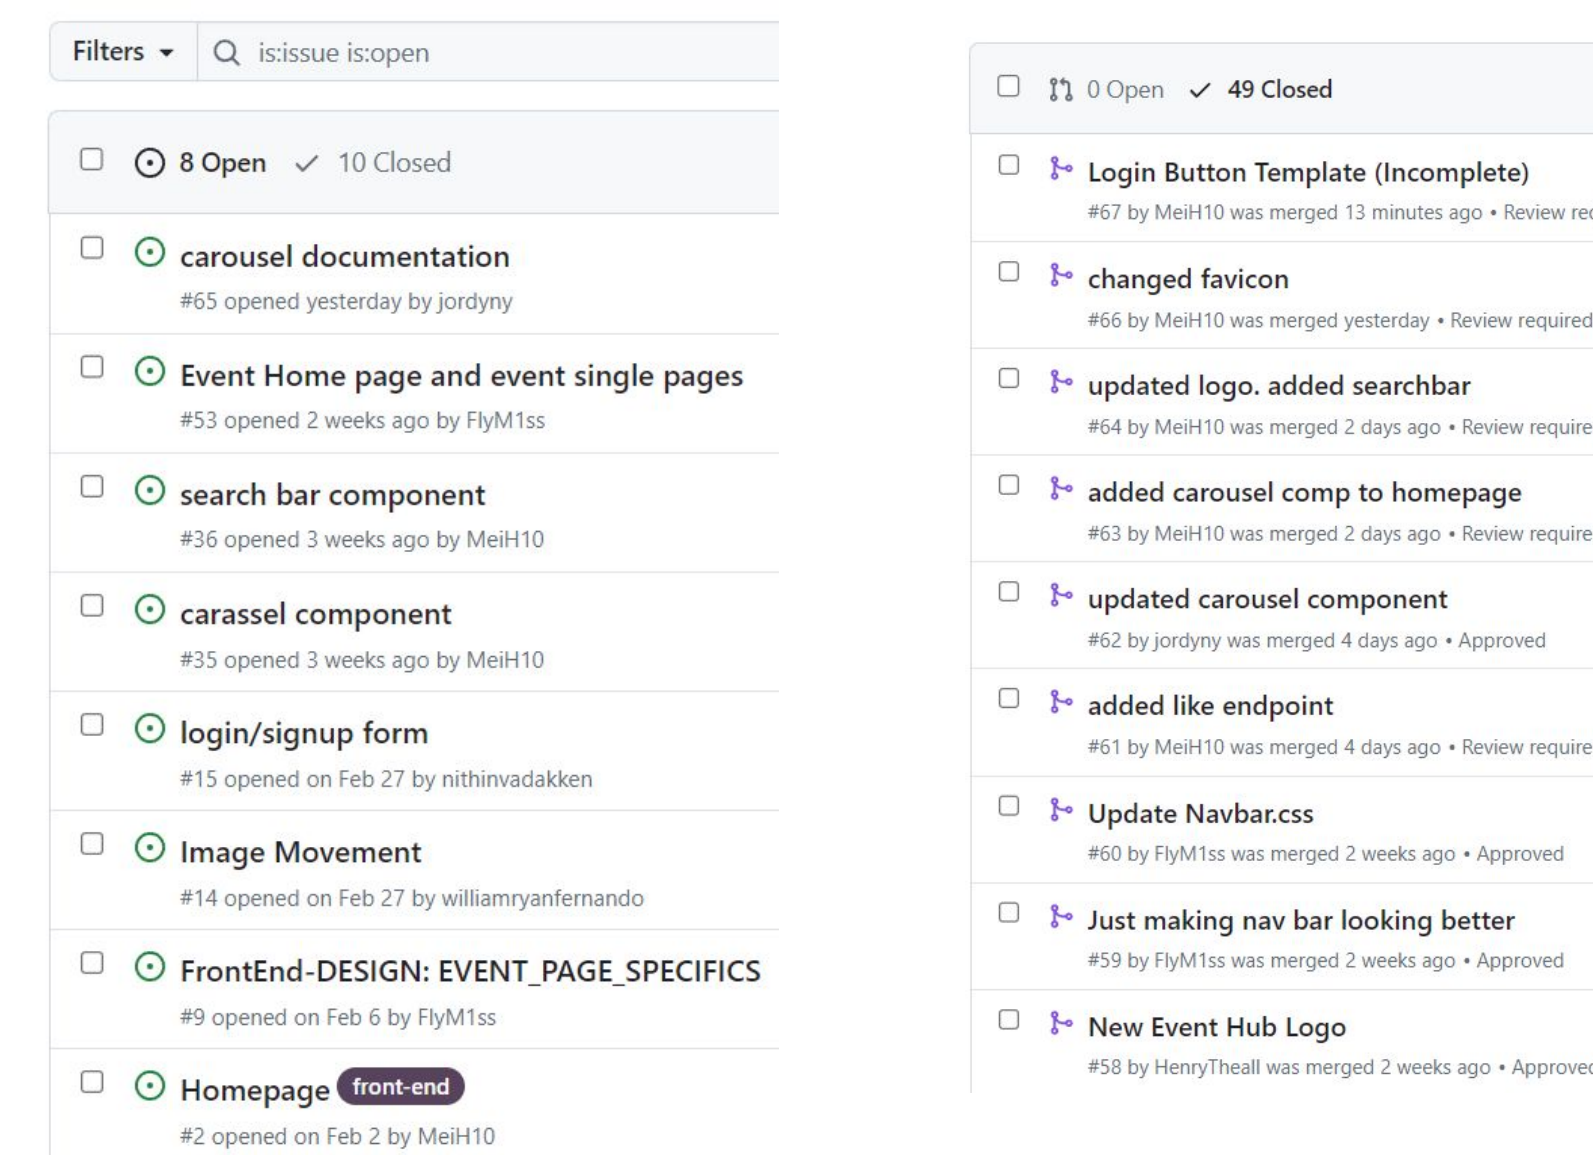 Filters
is:issue is:open
8 Open 10 Closed
carousel documentation
#65 opened yesterday by jordyny
Event Home page and event single pages
#53 opened 2 weeks ago by FlyM1ss
search bar component
#36 opened 3 weeks ago by MeiH10
carassel component
#35 opened 3 weeks ago by MeiH10
login/signup form
#15 opened on Feb 27 by nithinvadakken
Image Movement
#14 opened on Feb 27 by williamryanfernando
FrontEnd-DESIGN: EVENT_PAGE_SPECIFICS
#9 opened on Feb 6 by FlyM1ss
Homepage front-end
#2 opened on Feb 2 by MeiH10
0 Open 49 Closed
Login Button Template (Incomplete)
#67 by MeiH10 was merged 13 minutes ago • Review rec
changed favicon
#66 by MeiH10 was merged yesterday • Review required
updated logo. added searchbar
#64 by MeiH10 was merged 2 days ago • Review require
added carousel comp to homepage
#63 by MeiH10 was merged 2 days ago • Review require
updated carousel component
#62 by jordyny was merged 4 days ago • Approved
added like endpoint
#61 by MeiH10 was merged 4 days ago • Review require
Update Navbar.css
#60 by FlyM1ss was merged 2 weeks ago • Approved
Just making nav bar looking better
#59 by FlyM1ss was merged 2 weeks ago • Approved
New Event Hub Logo
#58 by HenryTheall was merged 2 weeks ago • Approved